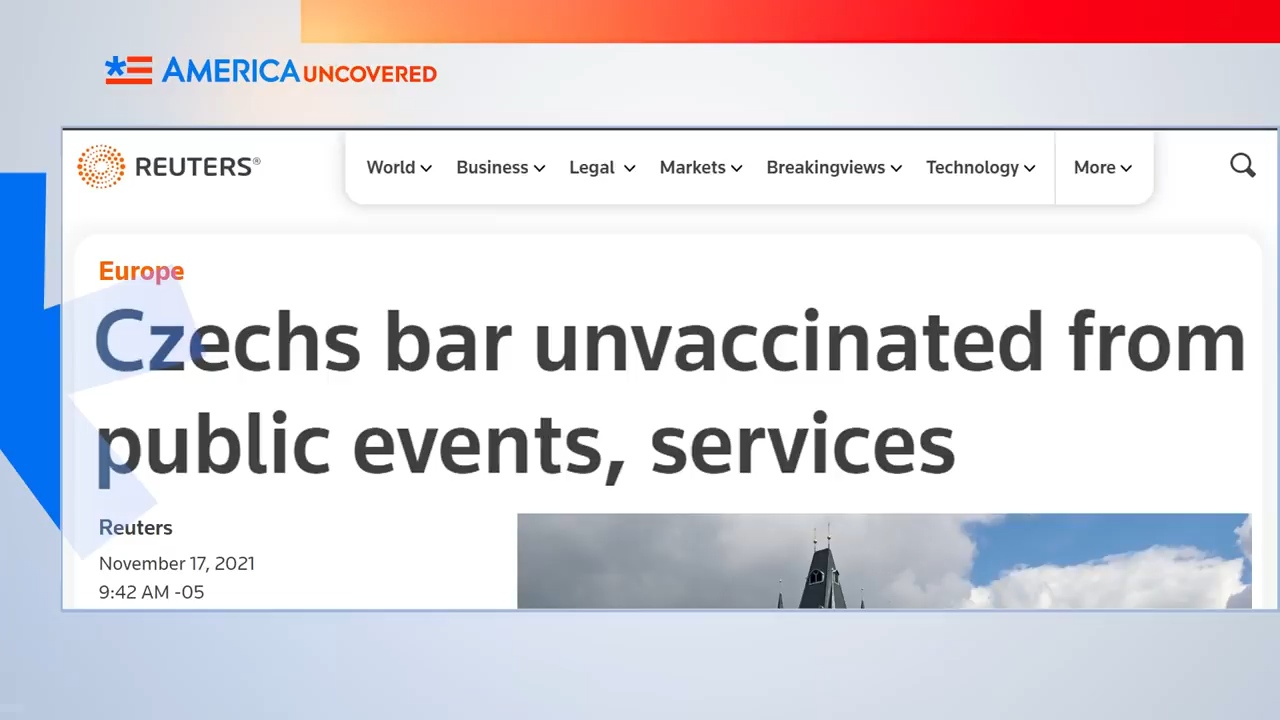 AMERICA UNCOVERED
REUTERS®
World Business Legal Markets Breakingviews Technology More
Europe
Czechs bar unvaccinated from
public events, services
Reuters
November 17, 2021
9:42 AM -05